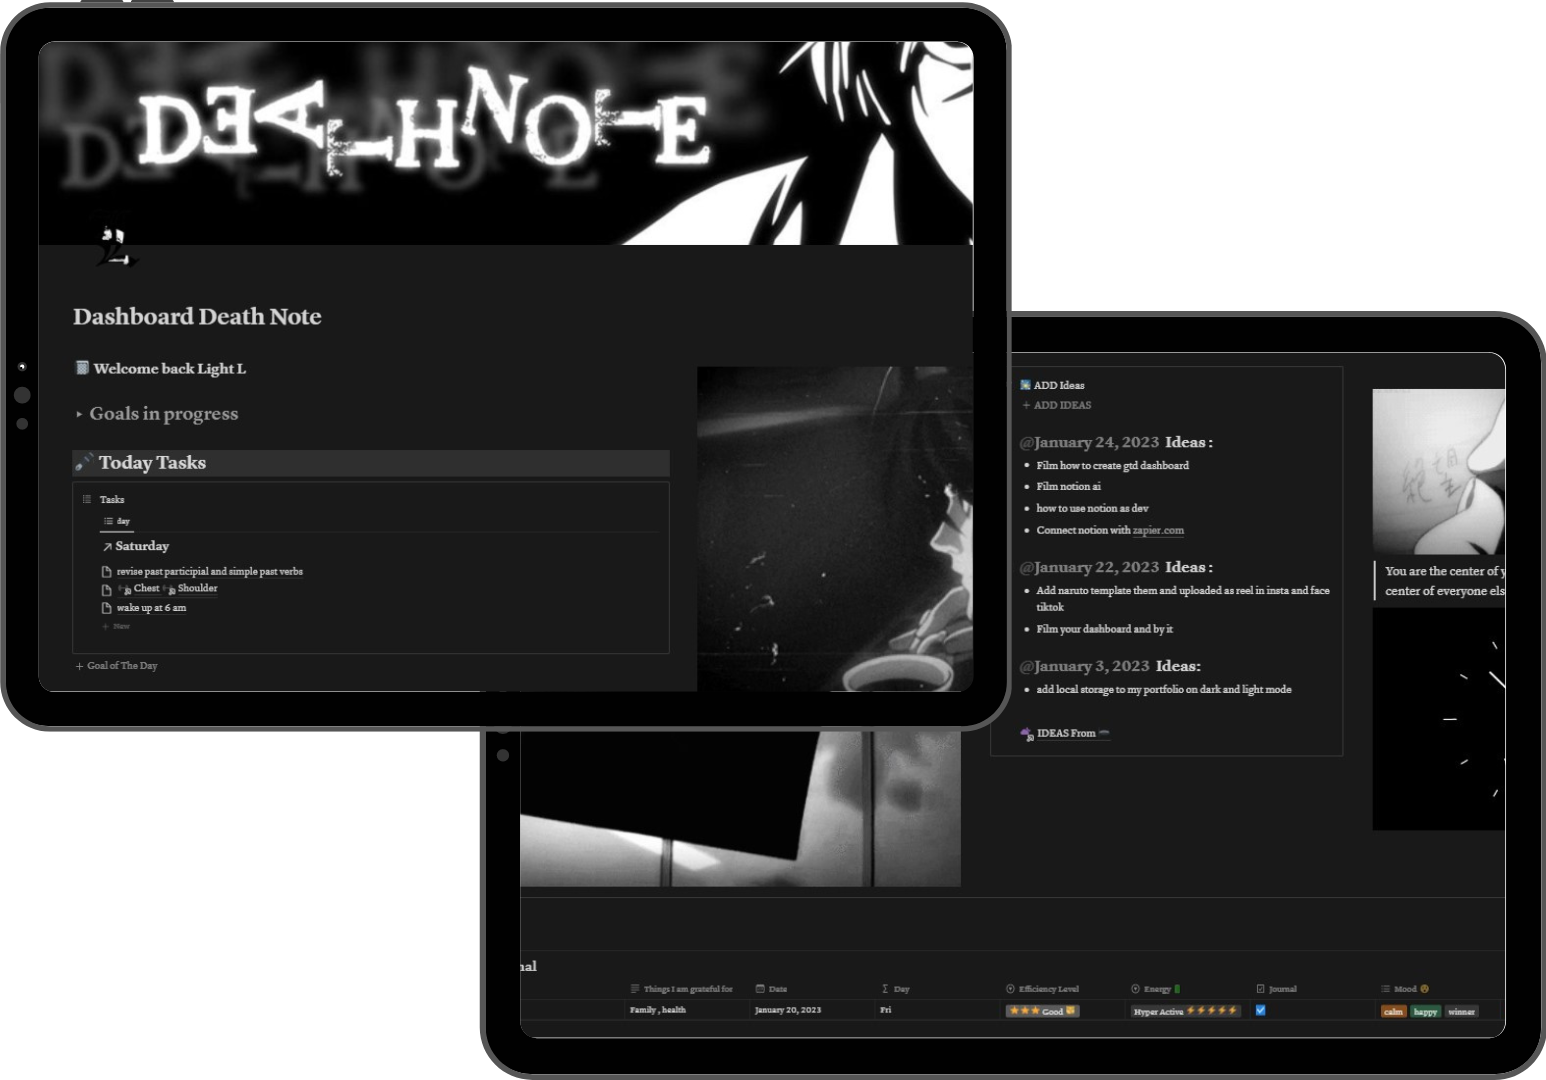 DEATH NOTE
Dashboard Death Note
Welcome back Light L
Goals in progress
Today Tasks
Tasks
day
Saturday
revise past participial and simple past verbs
Chest Shoulder
wake up at 6 am
+ New
+ Goal of The Day
ADD Ideas
+ ADD IDEAS
@January 24, 2023 Ideas :
• Film how to create gtd dashboard
• Film notion ai
• how to use notion as dev
• Connect notion with zapier.com
@January 22, 2023 Ideas :
• Add naruto template them and uploaded as reel in insta and face
tiktok
• Film your dashboard and by it
@January 3, 2023 Ideas:
• add local storage to my portfolio on dark and light mode
IDEAS From
絶望
You are the center of y
center of everyone els
nal
Things I am grateful for Date Day Efficiency Level Energy Journal Mood
Family , health January 20, 2023 Fri Good Hyper Active calm happy winner